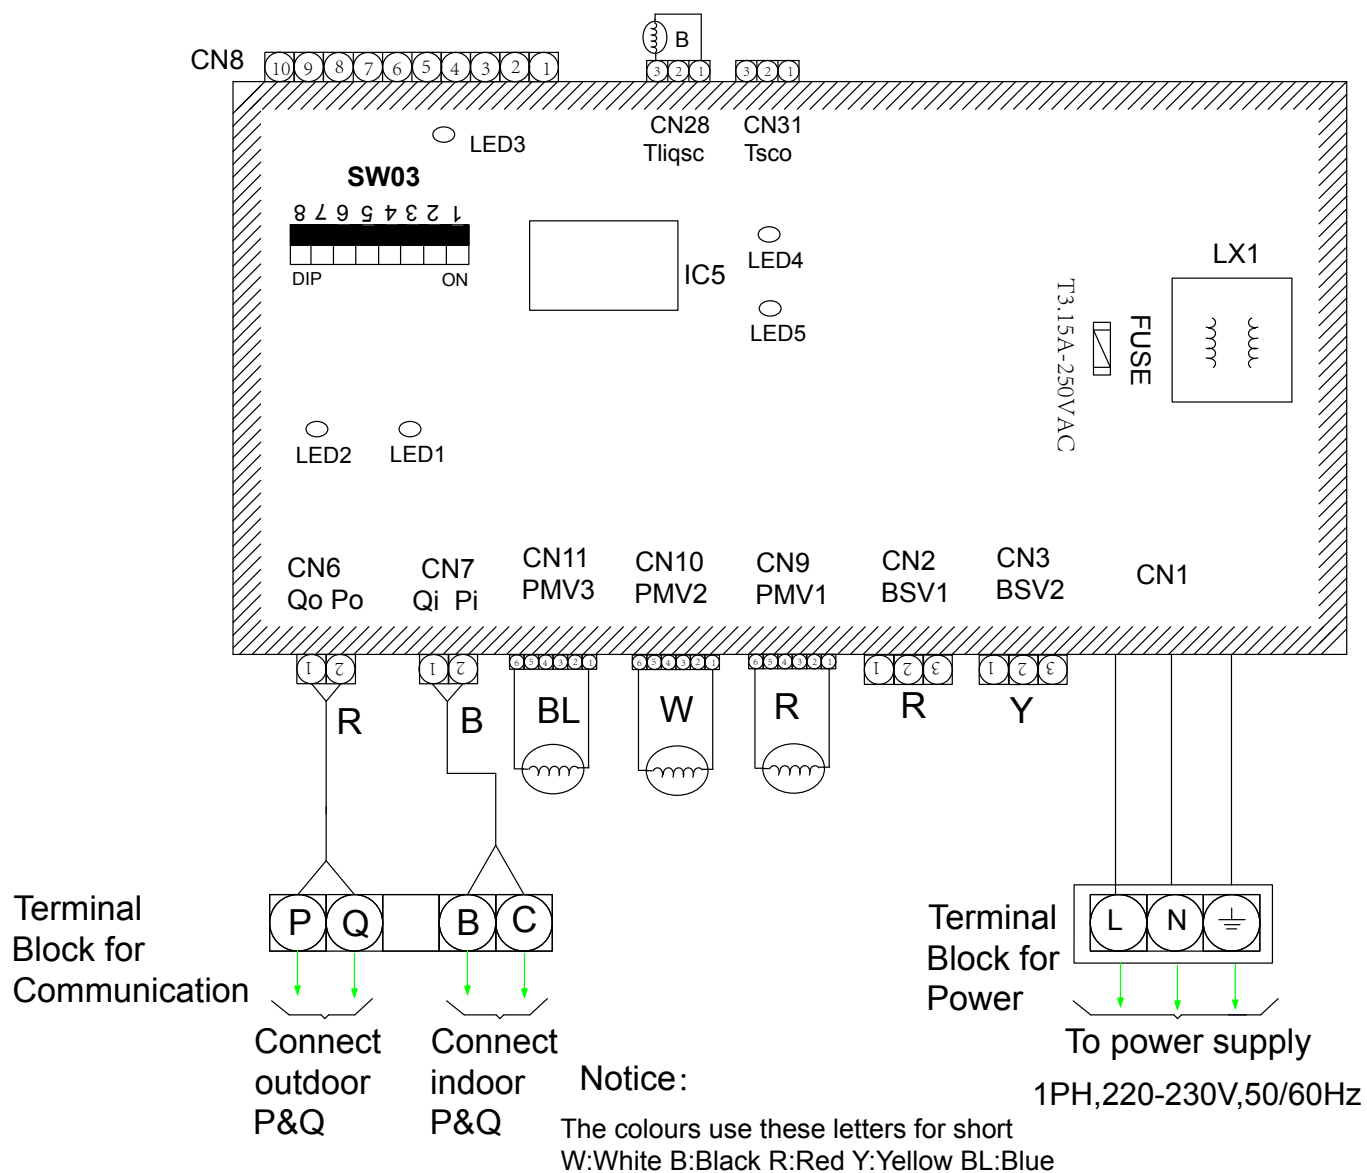 B
CN8
10 9 8 7 6 5 4 3 2 1
3 2 1
3 2 1
CN28
Tliqsc
CN31
Tsco
LED3
SW03
8 7 6 5 4 3 2 1
DIP
ON
IC5
LED4
LED5
LX1
T3.15A-250VAC
FUSE
LED2
LED1
CN6
Qo Po
CN7
Qi Pi
CN11
PMV3
CN10
PMV2
CN9
PMV1
CN2
BSV1
CN3
BSV2
CN1
1 2
1 2
6 5 4 3 2 1
6 5 4 3 2 1
6 5 4 3 2 1
1 2 3
1 2 3
R
B
BL
W
R
R
Y
Terminal
Block for
Communication
P Q B C
Terminal
Block for
Power
L N
Connect
outdoor
P&Q
Connect
indoor
P&Q
To power supply
1PH,220-230V,50/60Hz
Notice:
The colours use these letters for short
W:White B:Black R:Red Y:Yellow BL:Blue